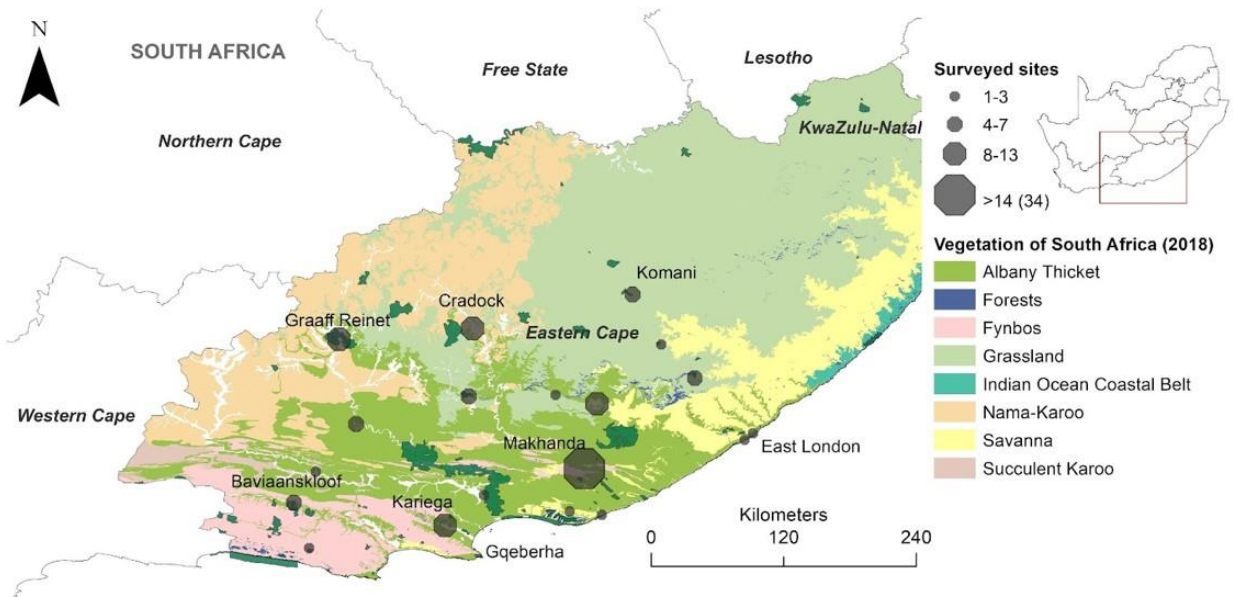 N
SOUTH AFRICA
Free State
Lesotho
Northern Cape
KwaZulu-Natal
Komani
Cradock
Graaff Reinet
Eastern Cape
Western Cape
Makhanda
East London
Baviaanskloof
Kariega
Gqeberha
Kilometers
0 120 240
Surveyed sites
1-3
4-7
8-13
>14 (34)
Vegetation of South Africa (2018)
Albany Thicket
Forests
Fynbos
Grassland
Indian Ocean Coastal Belt
Nama-Karoo
Savanna
Succulent Karoo